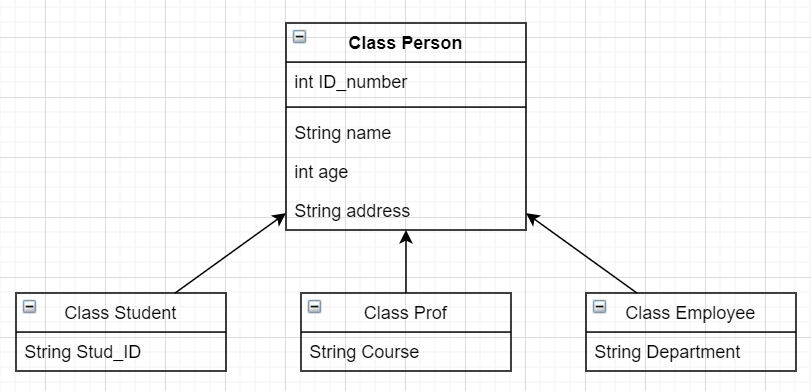 Class Person
int ID_number
String name
int age
String address
Class Student
String Stud_ID
Class Prof
String Course
Class Employee
String Department